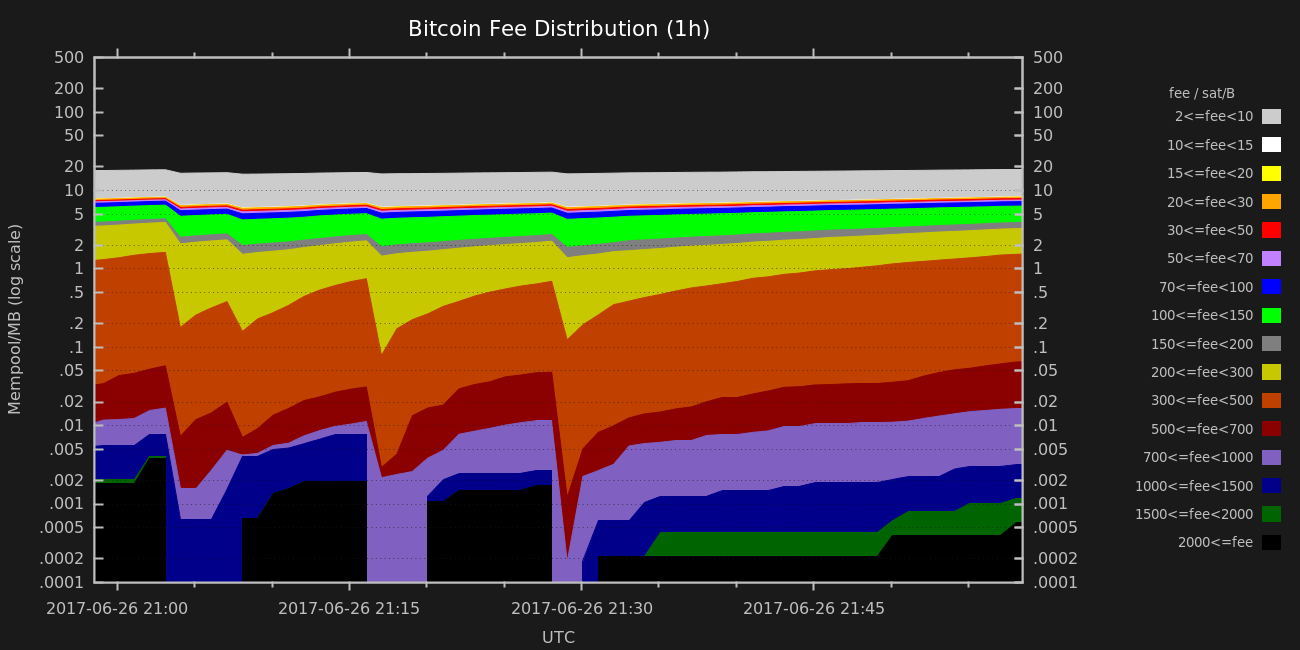 Bitcoin Fee Distribution (1h)
Mempool/MB (log scale)
500
200
100
50
20
10
5
2
1
.5
.2
.1
.05
.02
.01
.005
.002
.001
.0005
.0002
.0001
500
200
100
50
20
10
5
2
1
.5
.2
.1
.05
.02
.01
.005
.002
.001
.0005
.0002
.0001
2017-06-26 21:00 2017-06-26 21:15 2017-06-26 21:30 2017-06-26 21:45
UTC
fee / sat/B
2<=fee<10
10<=fee<15
15<=fee<20
20<=fee<30
30<=fee<50
50<=fee<70
70<=fee<100
100<=fee<150
150<=fee<200
200<=fee<300
300<=fee<500
500<=fee<700
700<=fee<1000
1000<=fee<1500
1500<=fee<2000
2000<=fee